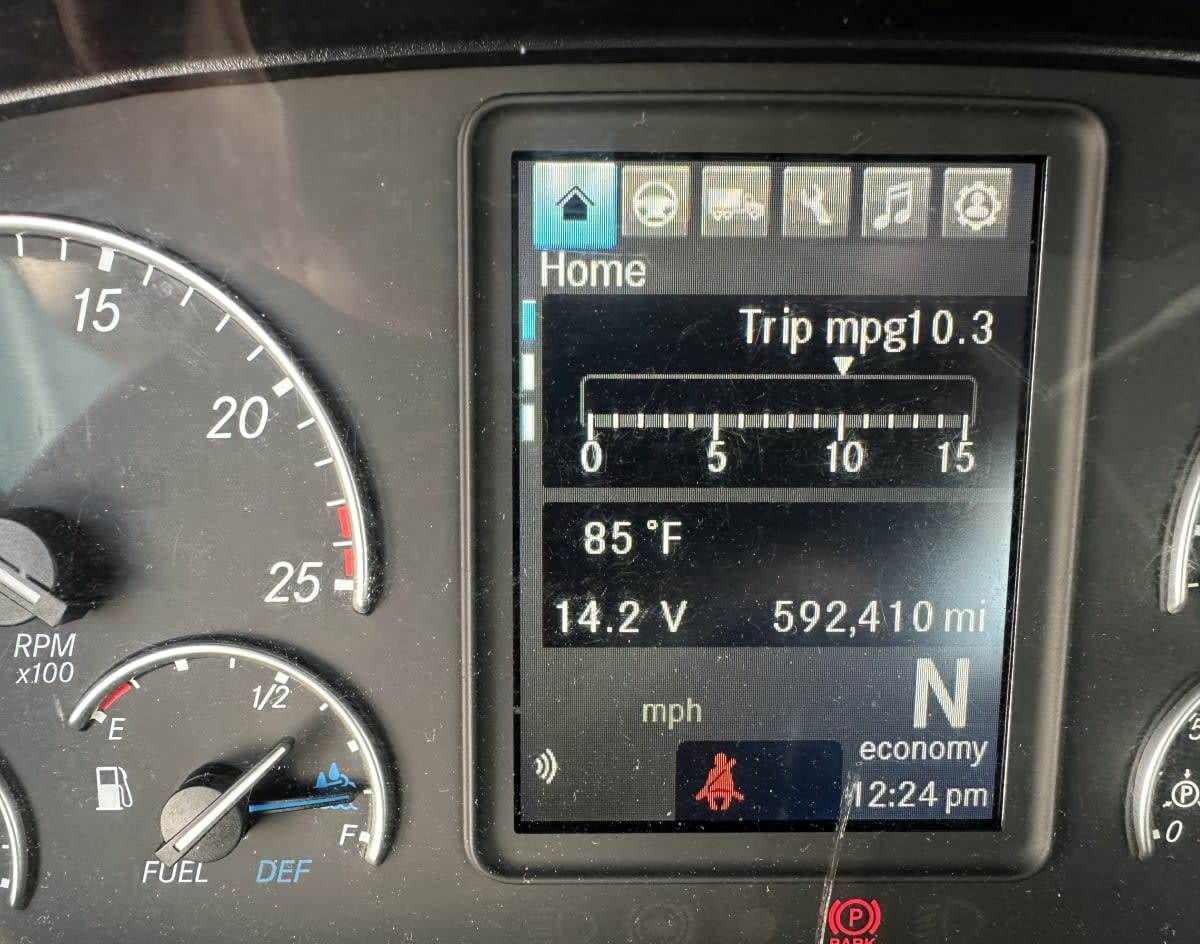 Home
Trip mpg10.3
0 5 10 15
85 °F
14.2 V 592,410 mi
N
mph
economy
12:24 pm
15
20
25
RPM
x100
E
1/2
F
FUEL DEF
P
0
P
PARK